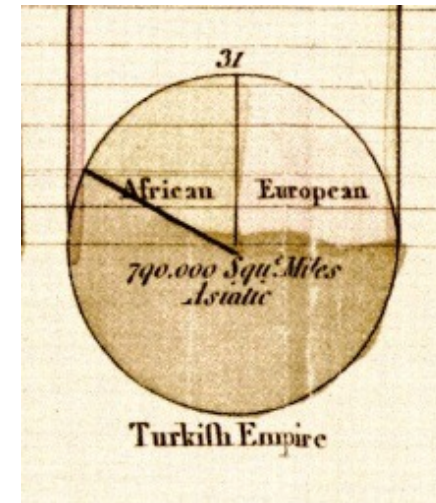 31
African European
790.000 Squ. Miles
Asiatic
Turkish Empire